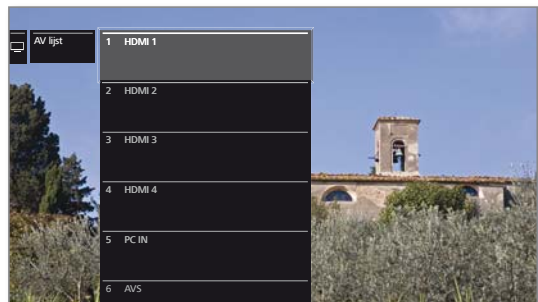 AV lijst
1 HDMI 1
2 HDMI 2
3 HDMI 3
4 HDMI 4
5 PC IN
6 AVS